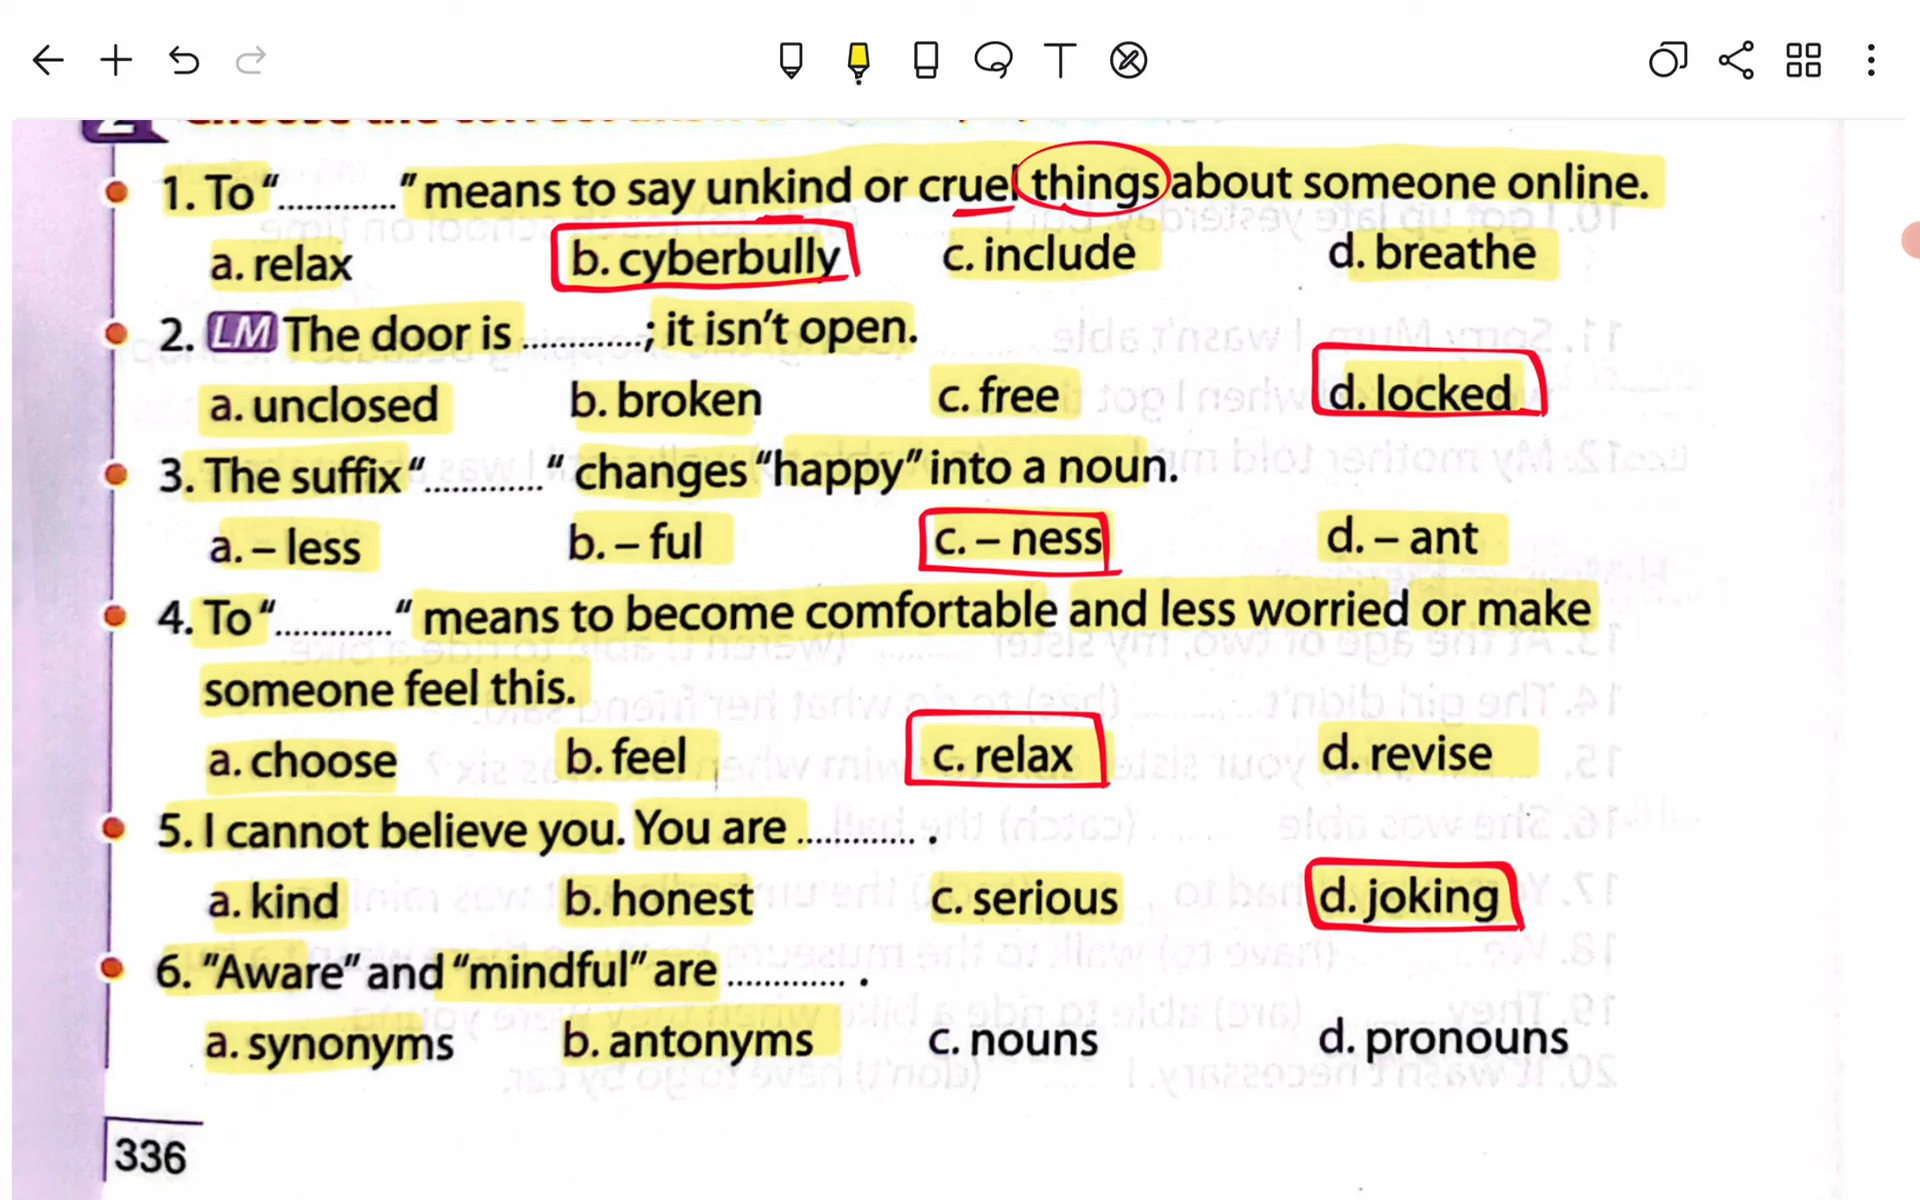 1. To "............" means to say unkind or cruel things about someone online.
a. relax b. cyberbully c. include d. breathe
2. LM The door is ............; it isn't open.
a. unclosed b. broken c. free d. locked
3. The suffix "............" changes "happy" into a noun.
a. – less b. – ful c. – ness d. – ant
4. To "............" means to become comfortable and less worried or make
someone feel this.
a. choose b. feel c. relax d. revise
5. I cannot believe you. You are ............ .
a. kind b. honest c. serious d. joking
6. "Aware" and "mindful" are ............ .
a. synonyms b. antonyms c. nouns d. pronouns
336